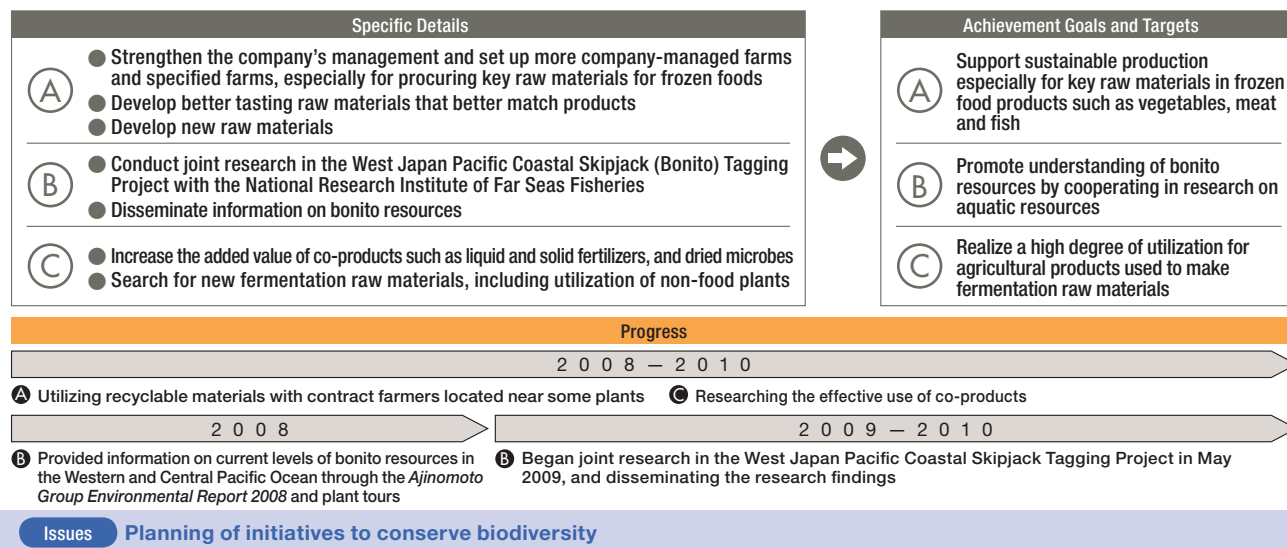 Specific Details
A
● Strengthen the company's management and set up more company-managed farms
and specified farms, especially for procuring key raw materials for frozen foods
● Develop better tasting raw materials that better match products
● Develop new raw materials
B
● Conduct joint research in the West Japan Pacific Coastal Skipjack (Bonito) Tagging
Project with the National Research Institute of Far Seas Fisheries
● Disseminate information on bonito resources
C
● Increase the added value of co-products such as liquid and solid fertilizers, and dried microbes
● Search for new fermentation raw materials, including utilization of non-food plants
Achievement Goals and Targets
A
Support sustainable production
especially for key raw materials in frozen
food products such as vegetables, meat
and fish
B
Promote understanding of bonito
resources by cooperating in research on
aquatic resources
C
Realize a high degree of utilization for
agricultural products used to make
fermentation raw materials
Progress
2008—2010
A Utilizing recyclable materials with contract farmers located near some plants
C Researching the effective use of co-products
2008
B Provided information on current levels of bonito resources in
the Western and Central Pacific Ocean through the Ajinomoto
Group Environmental Report 2008 and plant tours
2009—2010
B Began joint research in the West Japan Pacific Coastal Skipjack Tagging Project in May
2009, and disseminating the research findings
Issues Planning of initiatives to conserve biodiversity